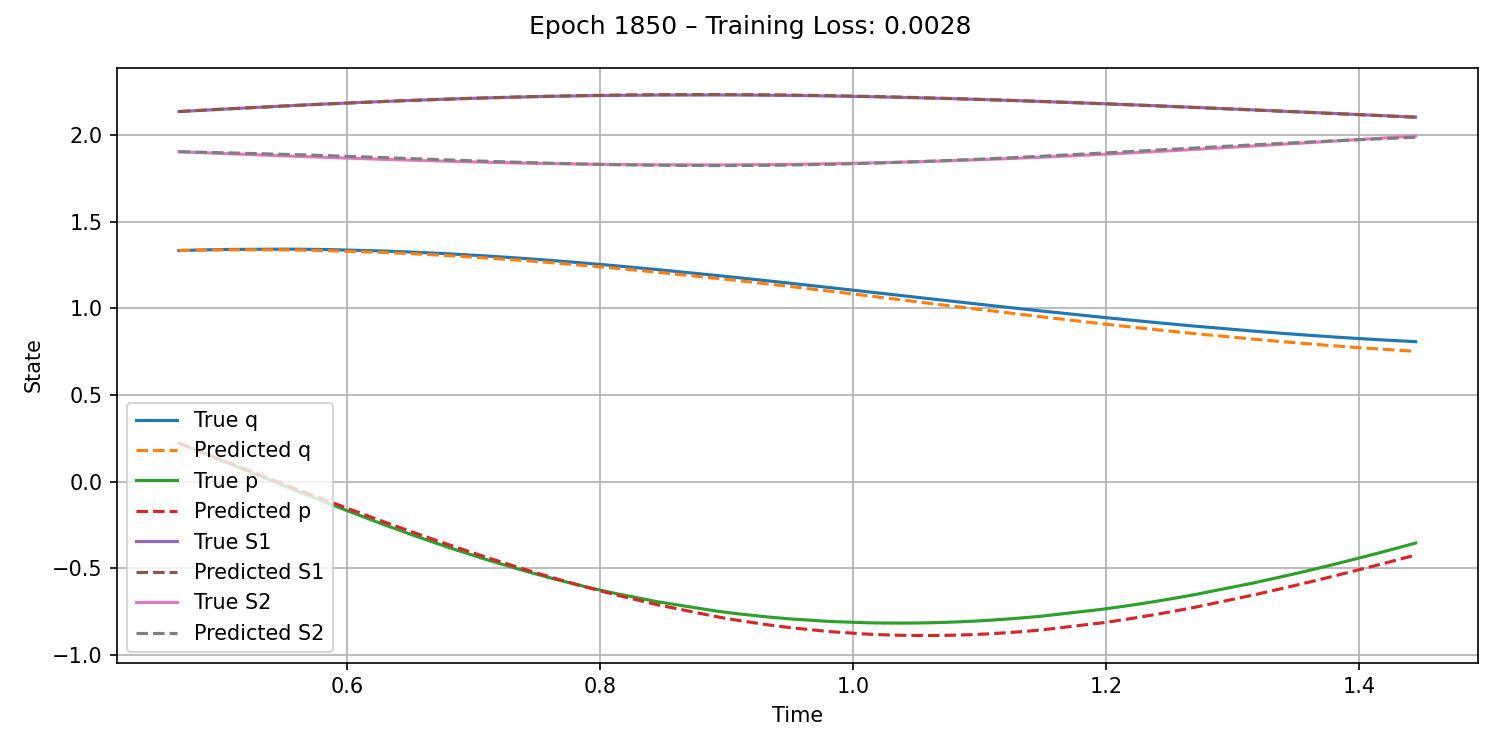 Epoch 1850 – Training Loss: 0.0028
State
2.0
1.5
1.0
0.5
0.0
−0.5
−1.0
True q
Predicted q
True p
Predicted p
True S1
Predicted S1
True S2
Predicted S2
0.6 0.8 1.0 1.2 1.4
Time